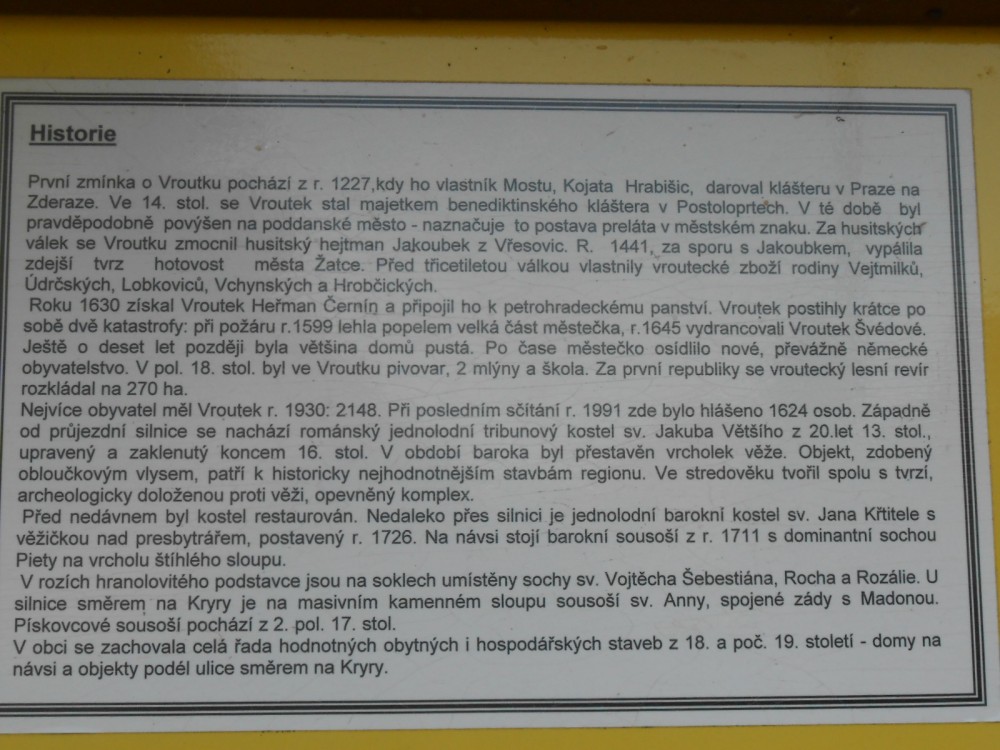 Historie
První zmínka o Vroutku pochází z r. 1227,kdy ho vlastník Mostu, Kojata Hrabišic, daroval klášteru v Praze na
Zderaze. Ve 14. stol. se Vroutek stal majetkem benediktinského kláštera v Postoloprtech. V té době byl
pravděpodobně povýšen na poddanské město - naznačuje to postava preláta v městském znaku. Za husitských
válek se Vroutku zmocnil husitský hejtman Jakoubek z Vřesovic. R. 1441, za sporu s Jakoubkem, vypálila
zdejší tvrz hotovost města Žatce. Před třicetiletou válkou vlastnily vroutecké zboží rodiny Vejtmilků,
Údrčských, Lobkoviců, Vchynských a Hrobčických.
Roku 1630 získal Vroutek Heřman Černín a připojil ho k petrohradeckému panství. Vroutek postihly krátce po
sobě dvě katastrofy: při požáru r.1599 lehla popelem velká část městečka, r.1645 vydrancovali Vroutek Švédové.
Ještě o deset let později byla většina domů pustá. Po čase městečko osídlilo nové, převážně německé
obyvatelstvo. V pol. 18. stol. byl ve Vroutku pivovar, 2 mlýny a škola. Za první republiky se vroutecký lesní revír
rozkládal na 270 ha.
Nejvíce obyvatel měl Vroutek r. 1930: 2148. Při posledním sčítání r. 1991 zde bylo hlášeno 1624 osob. Západně
od průjezdní silnice se nachází románský jednolodní tribunový kostel sv. Jakuba Většího z 20.let 13. stol.,
upravený a zaklenutý koncem 16. stol. V období baroka byl přestavěn vrcholek věže. Objekt, zdobený
obloučkovým vlysem, patří k historicky nejhodnotnějším stavbám regionu. Ve středověku tvořil spolu s tvrzí,
archeologicky doloženou proti věži, opevněný komplex.
Před nedávnem byl kostel restaurován. Nedaleko přes silnici je jednolodní barokní kostel sv. Jana Křtitele s
věžičkou nad presbytrářem, postavený r. 1726. Na návsi stojí barokní sousoší z r. 1711 s dominantní sochou
Piety na vrcholu štíhlého sloupu.
V rozích hranolovitého podstavce jsou na soklech umístěny sochy sv. Vojtěcha Šebestiána, Rocha a Rozálie. U
silnice směrem na Kryry je na masivním kamenném sloupu sousoší sv. Anny, spojené zády s Madonou.
Pískovcové sousoší pochází z 2. pol. 17. stol.
V obci se zachovala celá řada hodnotných obytných i hospodářských staveb z 18. a poč. 19. století - domy na
návsi a objekty podél ulice směrem na Kryry.